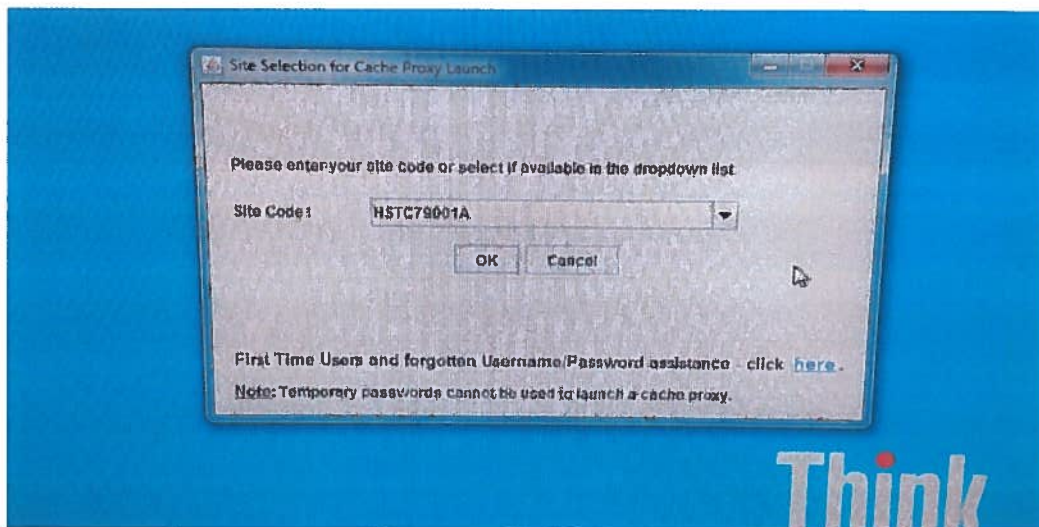 Site Selection for Cache Proxy Launch
Please enter your site code or select if available in the dropdown list
Site Code: HSTC79001A
OK Cancel
First Time Users and forgotten Username/Password assistance - click here.
Note: Temporary passwords cannot be used to launch a cache proxy.
Think